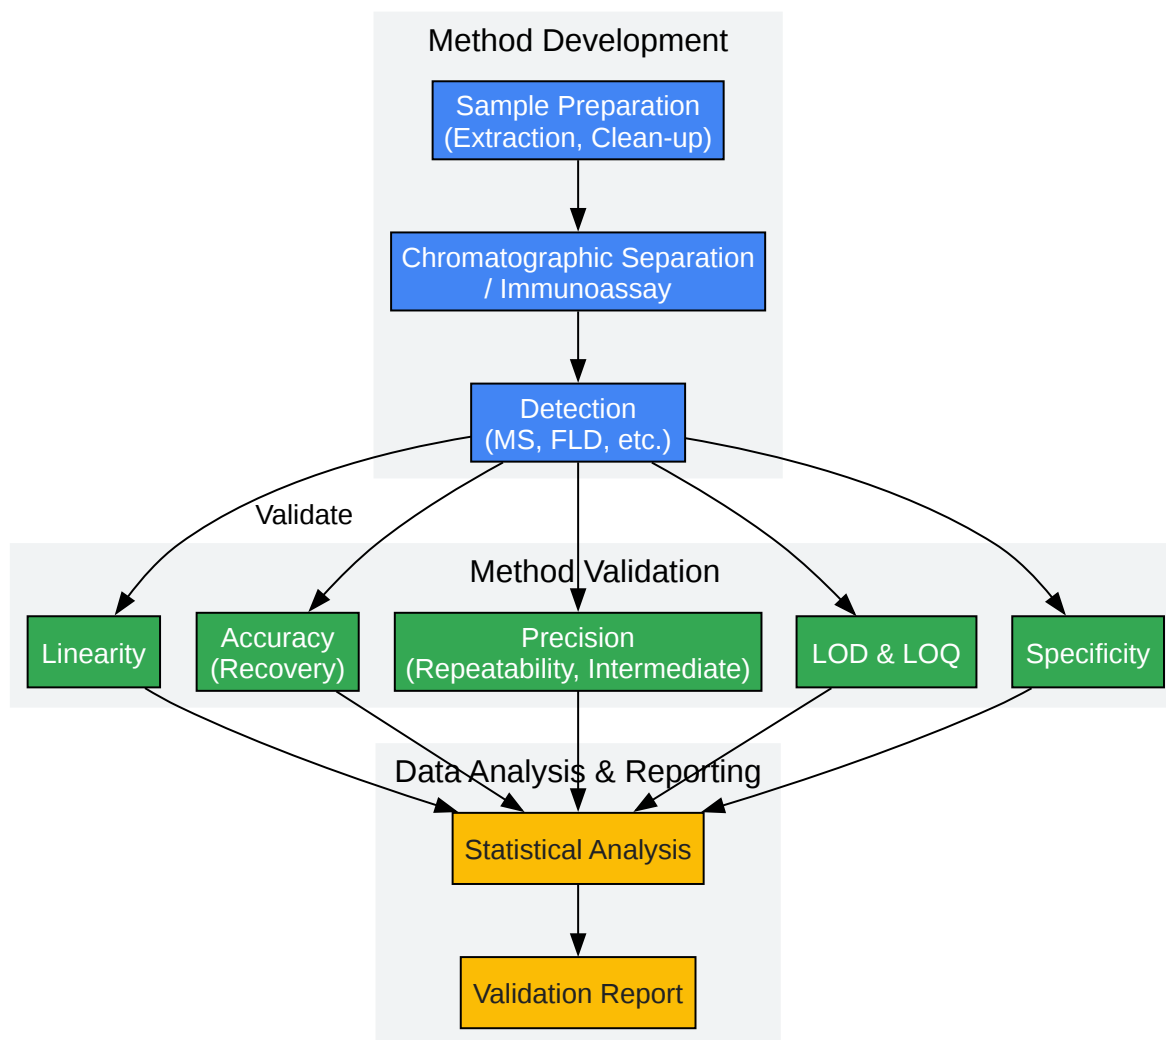 Method Development
Sample Preparation
(Extraction, Clean-up)
Chromatographic Separation
/ Immunoassay
Detection
(MS, FLD, etc.)
Validate
Method Validation
Linearity
Accuracy
(Recovery)
Precision
(Repeatability, Intermediate)
LOD & LOQ
Specificity
Data Analysis & Reporting
Statistical Analysis
Validation Report